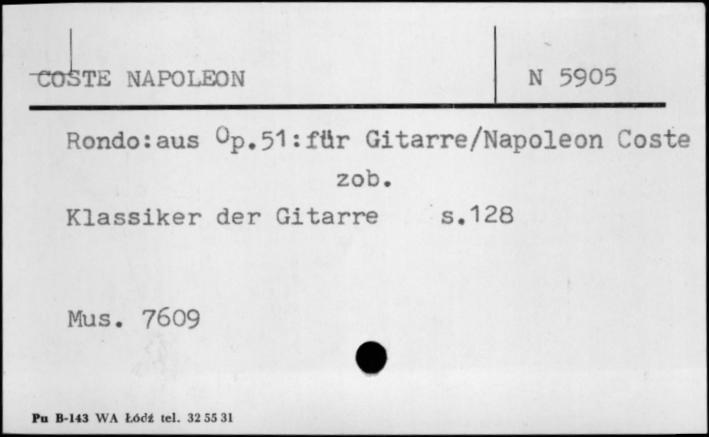 COSTE NAPOLEON
N 5905
Rondo:aus Op.51:für Gitarre/Napoleon Coste
zob.
Klassiker der Gitarre s.128
Mus. 7609
Pu B-143 WA Łódź tel. 32 55 31